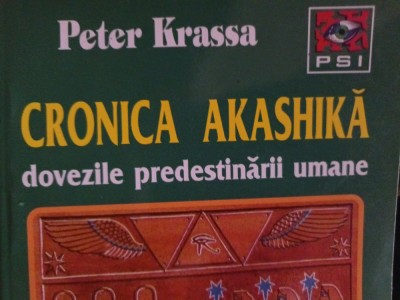 Peter Krassa
PSI
CRONICA AKASHIKĂ
dovezile predestinării umane